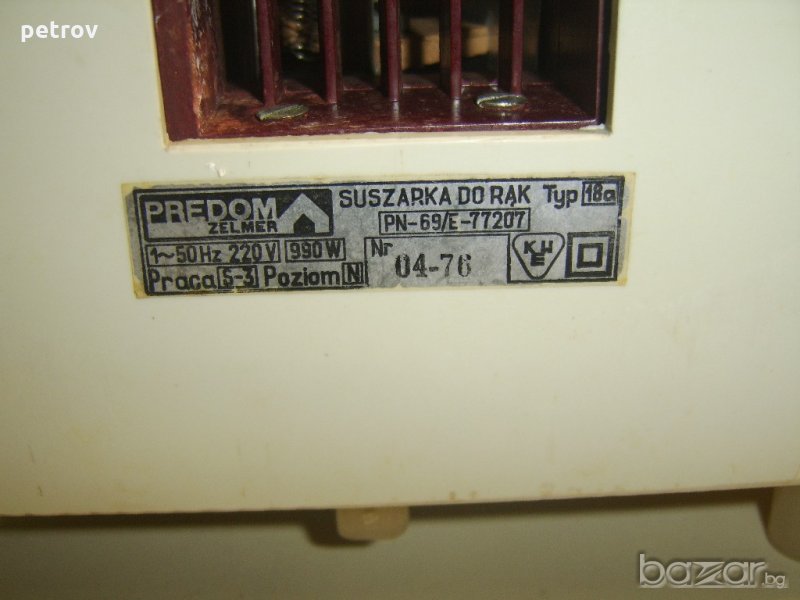 petrov
PREDOM
ZELMER
SUSZARKA DO RĄK Typ 18a
PN-69/E-77207
1~50Hz 220V 990W
Nr 04-76
KWE
Praca S-3 Poziom N
bazar.bg